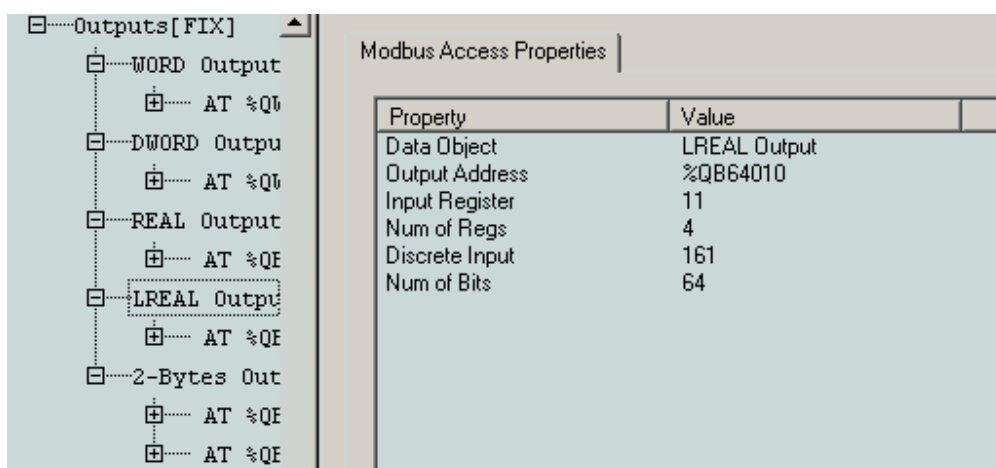 Outputs[FIX]
WORD Output
AT %QW
DWORD Outpu
AT %QW
REAL Output
AT %QB
LREAL Outpu
AT %QB
2-Bytes Out
AT %QB
AT %QB
Modbus Access Properties
Property Value
Data Object LREAL Output
Output Address %QB64010
Input Register 11
Num of Regs 4
Discrete Input 161
Num of Bits 64